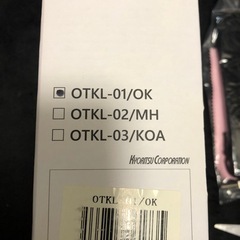 OTKL-01/OK
OTKL-02/MH
OTKL-03/KOA
KYORITSU CORPORATION
OTKL-01/OK